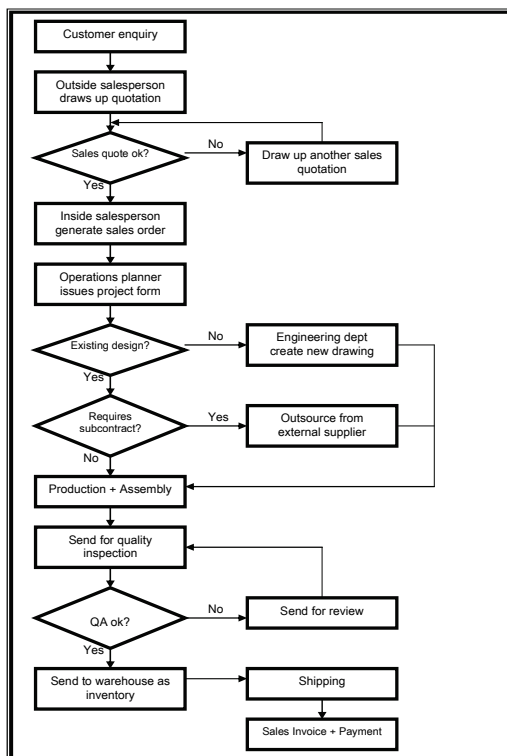 Customer enquiry
Outside salesperson
draws up quotation
Sales quote ok?
No
Draw up another sales
quotation
Yes
Inside salesperson
generate sales order
Operations planner
issues project form
Existing design?
No
Engineering dept
create new drawing
Yes
Requires
subcontract?
Yes
Outsource from
external supplier
No
Production + Assembly
Send for quality
inspection
QA ok?
No
Send for review
Yes
Send to warehouse as
inventory
Shipping
Sales Invoice + Payment